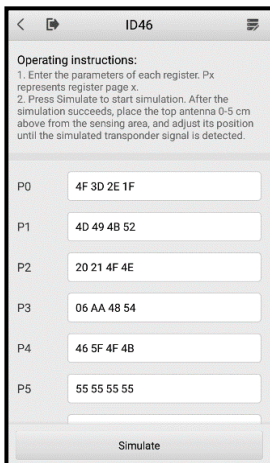 ID46
Operating instructions:
1. Enter the parameters of each register. Px
represents register page x.
2. Press Simulate to start simulation. After the
simulation succeeds, place the top antenna 0-5 cm
above from the sensing area, and adjust its position
until the simulated transponder signal is detected.
P0 4F 3D 2E 1F
P1 4D 49 4B 52
P2 20 21 4F 4E
P3 06 AA 48 54
P4 46 5F 4F 4B
P5 55 55 55 55
Simulate